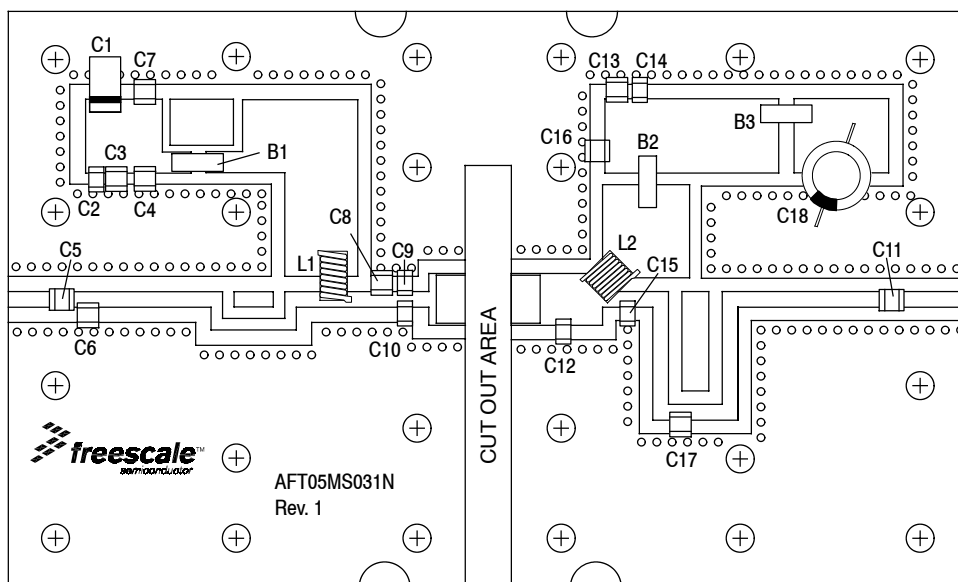 C1
C7
C13
C14
C16
B3
B2
B1
C3
C2
C4
C18
C8
C5
L1
C9
L2
C15
C11
C6
C10
C12
CUT OUT AREA
C17
freescale™
semiconductor
AFT05MS031N
Rev. 1